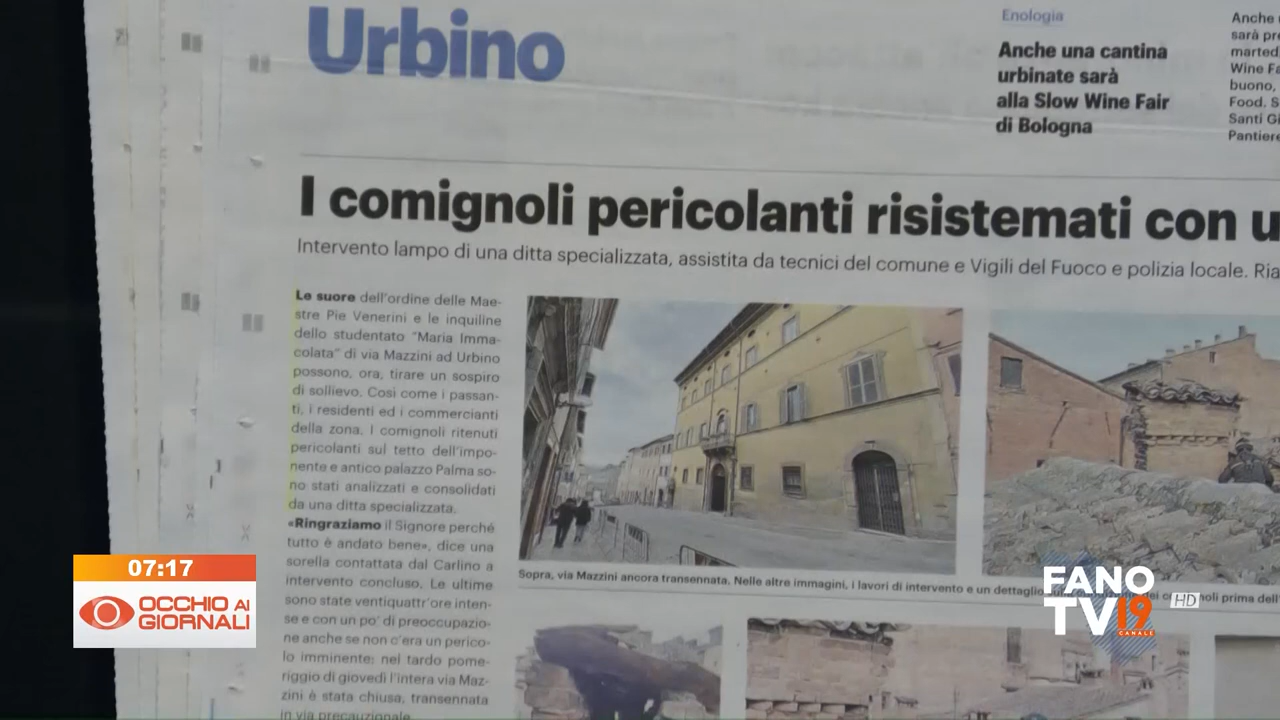 Urbino
Enologia
Anche una cantina
urbinate sarà
alla Slow Wine Fair
di Bologna
Anche
sarà
martedì
Wine
buono,
Food. S
Santi
Pantiere
I comignoli pericolanti risistemati con
Intervento lampo di una ditta specializzata, assistita da tecnici del comune e Vigili del Fuoco e polizia locale.
Le suore dell'ordine delle Mae-
stre Pie Venerini e le inquiline
dello studentato "Maria Imma-
colata" di via Mazzini ad Urbino
possono, ora, tirare un sospiro
di sollievo. Così come i passan-
ti, i residenti ed i commercianti
della zona. I comignoli ritenuti
pericolanti sul tetto dell'impo-
nente e antico palazzo Palma so-
no stati analizzati e consolidati
da una ditta specializzata.
«Ringraziamo il Signore perché
tutto è andato bene», dice una
sorella contattata dal Carlino a
intervento concluso. Le ultime
sono state ventiquattr'ore inten-
se e con un po' di preoccupazio-
ne anche se non c'era un perico-
lo imminente: nel tardo pome-
riggio di giovedì l'intera via Maz-
zini è stata chiusa, transennata
in via precauzionale
Sopra, via Mazzini ancora transennata. Nelle altre immagini, i lavori di intervento e un dettaglio
prima dell'
07:17
OCCHIO AI
GIORNALI
FANO
TV19
CANALE
HD